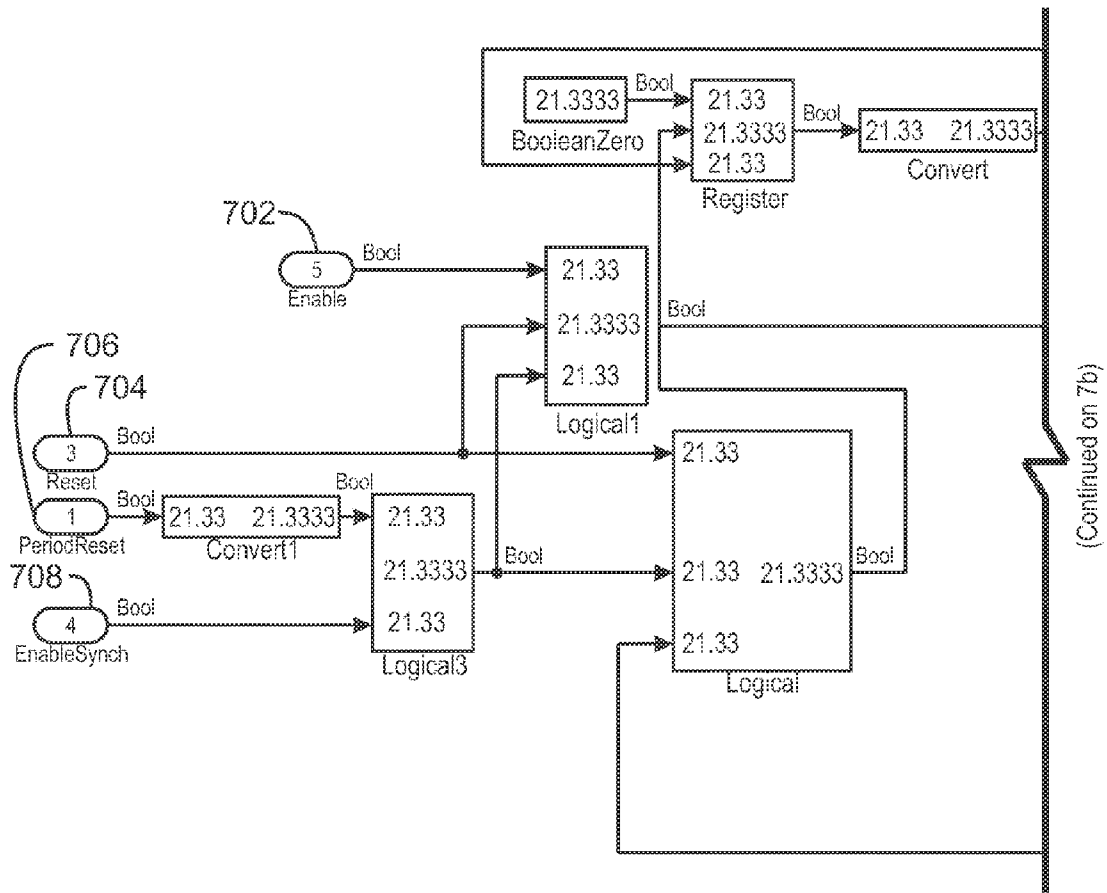 Bool
21.3333
BooleanZero
21.33
21.3333
21.33
Register
Bool
21.33 21.3333
Convert
702
Bool
5
Enable
21.33
21.3333
21.33
Logical1
Bool
706
704
Bool
3
Reset
Bool
1
PeriodReset
21.33 21.3333
Convert1
Bool
21.33
21.3333
21.33
Logical3
Bool
708
Bool
4
EnableSynch
21.33
21.33 21.3333
21.33
Logical
Bool
(Continued on 7b)